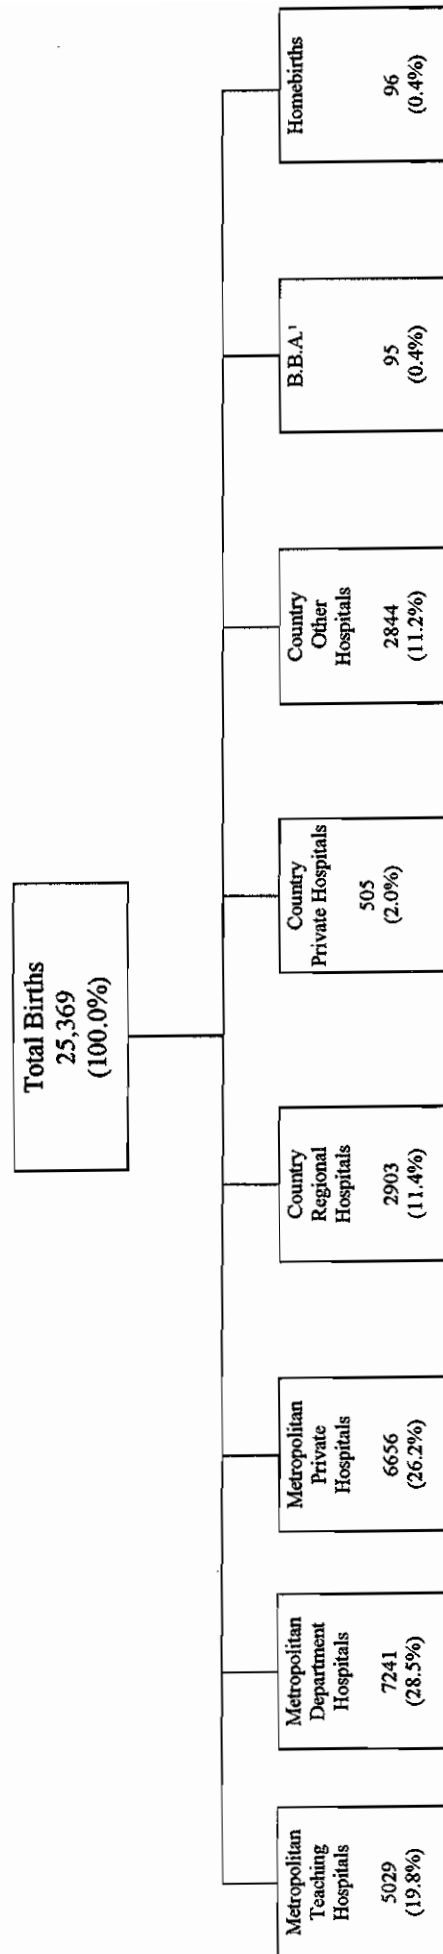 Total Births
25,369
(100.0%)
Metropolitan
Teaching
Hospitals
5029
(19.8%)
Metropolitan
Department
Hospitals
7241
(28.5%)
Metropolitan
Private
Hospitals
6656
(26.2%)
Country
Regional
Hospitals
2903
(11.4%)
Country
Private Hospitals
505
(2.0%)
Country
Other
Hospitals
2844
(11.2%)
B.B.A.¹
95
(0.4%)
Homebirths
96
(0.4%)